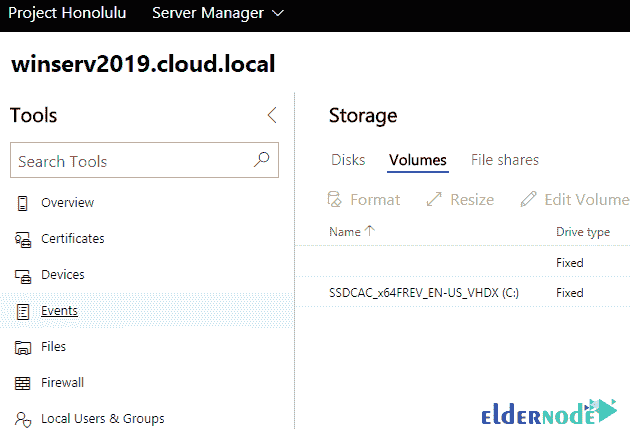 Project Honolulu Server Manager
winserv2019.cloud.local
Tools
Search Tools
Overview
Certificates
Devices
Events
Files
Firewall
Local Users & Groups
Storage
Disks Volumes File shares
Format Resize Edit Volume
Name Drive type
Fixed
SSDCAC_x64FREV_EN-US_VHDX (C:) Fixed
eldernode